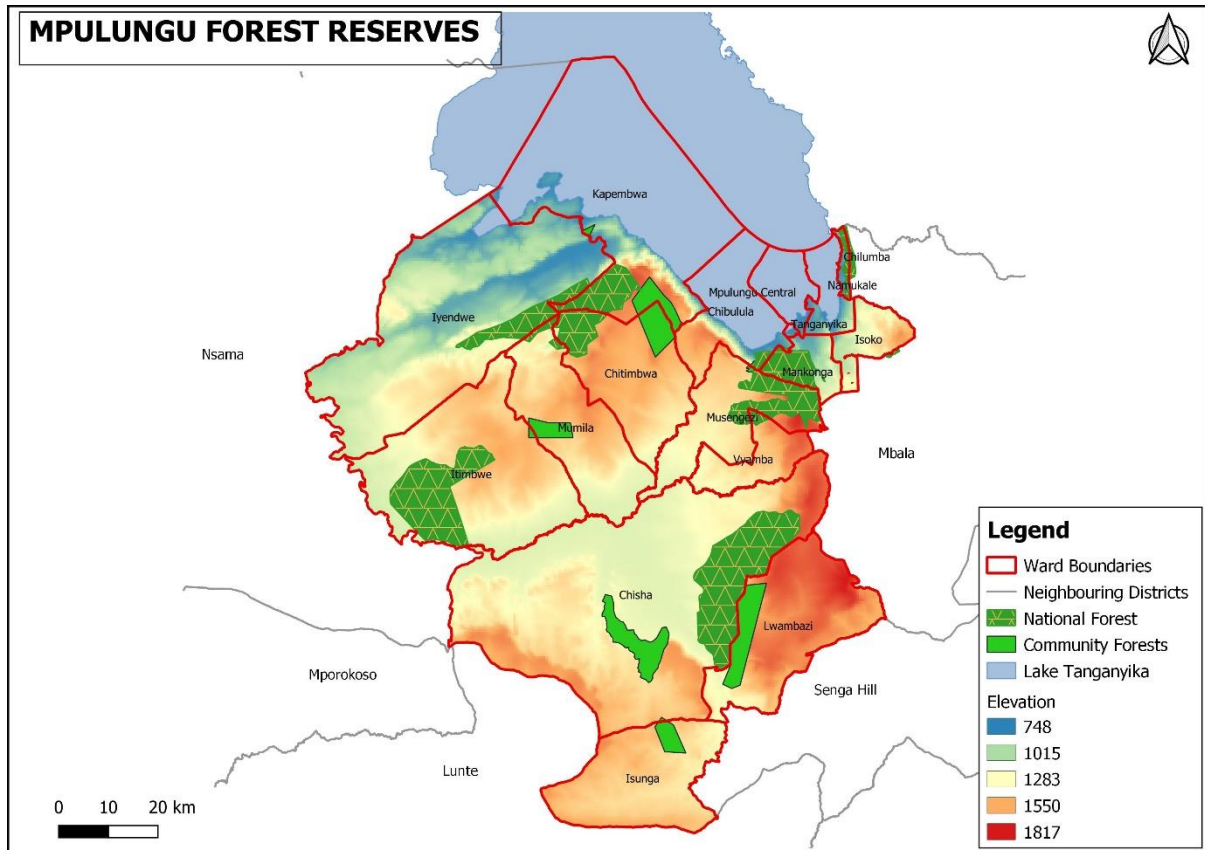 MPULUNGU FOREST RESERVES
Kapembwa
Chilumba
Mpulungu Central
Namukale
Chibulula
Iyendwe
Tanganyika
Isoko
Nsama
Chitimbwa
Mankonga
Musengezi
Mumila
Mbala
Vyamba
Itimbwe
Chisha
Lwambazi
Mporokoso
Senga Hill
Lunte
Isunga
0 10 20 km
Legend
Ward Boundaries
Neighbouring Districts
National Forest
Community Forests
Lake Tanganyika
Elevation
748
1015
1283
1550
1817